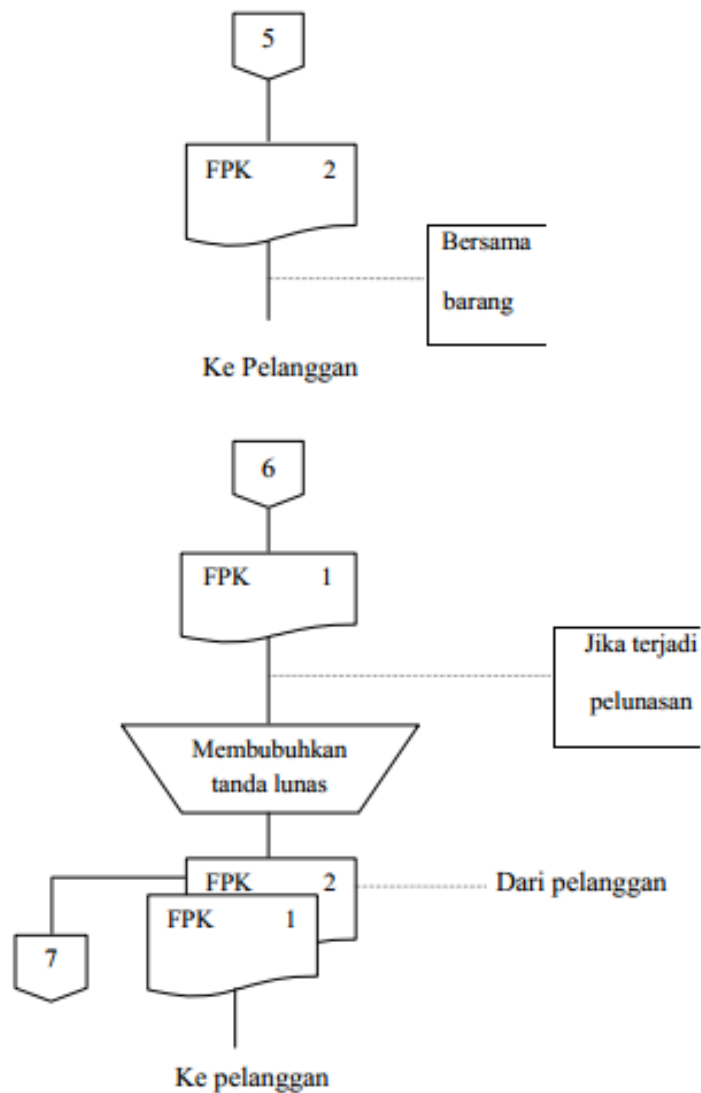 5
FPK 2
Bersama
barang
Ke Pelanggan
6
FPK 1
Jika terjadi
pelunasan
Membubuhkan
tanda lunas
FPK 2
Dari pelanggan
FPK 1
7
Ke pelanggan